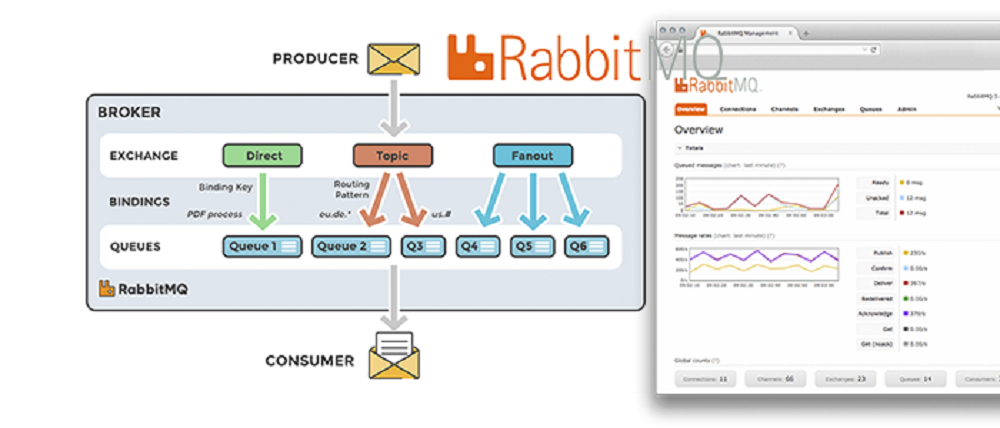 PRODUCER
RabbitMQ
BROKER
EXCHANGE
Direct
Topic
Fanout
Binding Key
Routing
Pattern
BINDINGS
PDF process
eu.de.*
us.#
QUEUES
Queue 1
Queue 2
Q3
Q4
Q5
Q6
RabbitMQ
CONSUMER
RabbitMQ Management
RabbitMQ
Overview Connections Channels Exchanges Queues Admin
Overview
Totals
Queued messages (chart: last minute) (?)
Ready 0 msg
Unacked 12 msg
Total 12 msg
Message rates (chart: last minute) (?)
Publish
Confirm 0.00/s
Deliver
Redelivered 0.00/s
Acknowledge
Get 0.00/s
Get (noack) 0.00/s
Global counts (?)
Connections: 11
Channels: 66
Exchanges: 23
Queues: 14
Consumers: